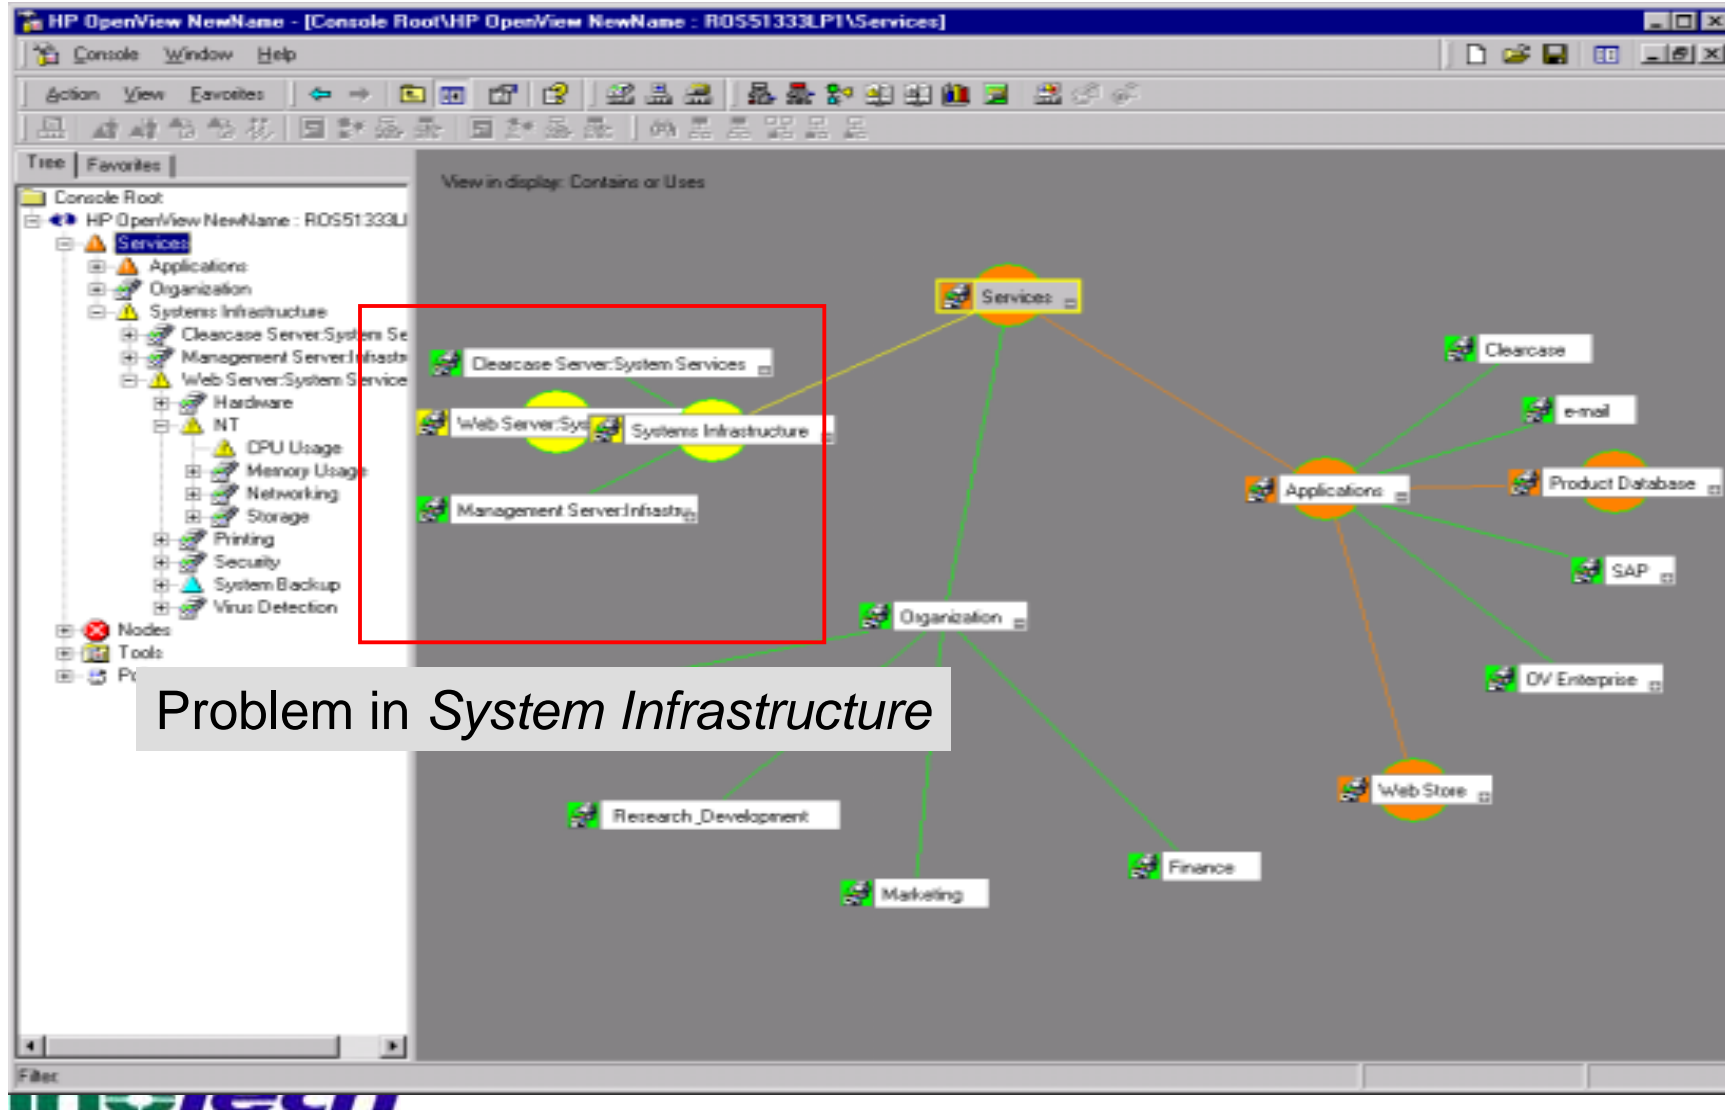 HP OpenView NewName - [Console Root\HP OpenView NewName : ROS51333LP1\Services]
Console Window Help
Action View Favorites
Tree Favorites
View in display: Contains or Uses
Console Root
HP OpenView NewName : ROS51333L
Services
Applications
Organization
Systems Infrastructure
Clearcase Server:System Se
Management Server:Infrastr
Web Server:System Service
Hardware
NT
CPU Usage
Memory Usage
Networking
Storage
Printing
Security
System Backup
Virus Detection
Nodes
Tools
Po
Services
Clearcase Server:System Services
Web Server:Sys
Systems Infrastructure
Management Server:Infrastru
Clearcase
e-mail
Applications
Product Database
SAP
OV Enterprise
Web Store
Organization
Problem in System Infrastructure
Research_Development
Marketing
Finance
Filter: